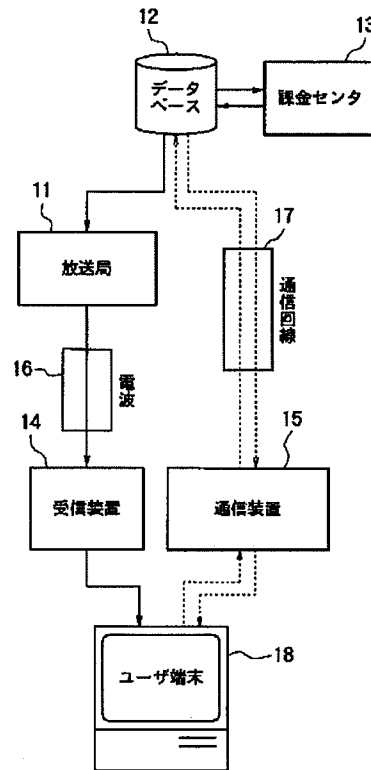 12
13
データ
ベース
課金センタ
11
17
放送局
通信回線
16
電波
14
15
受信装置
通信装置
ユーザ端末
18